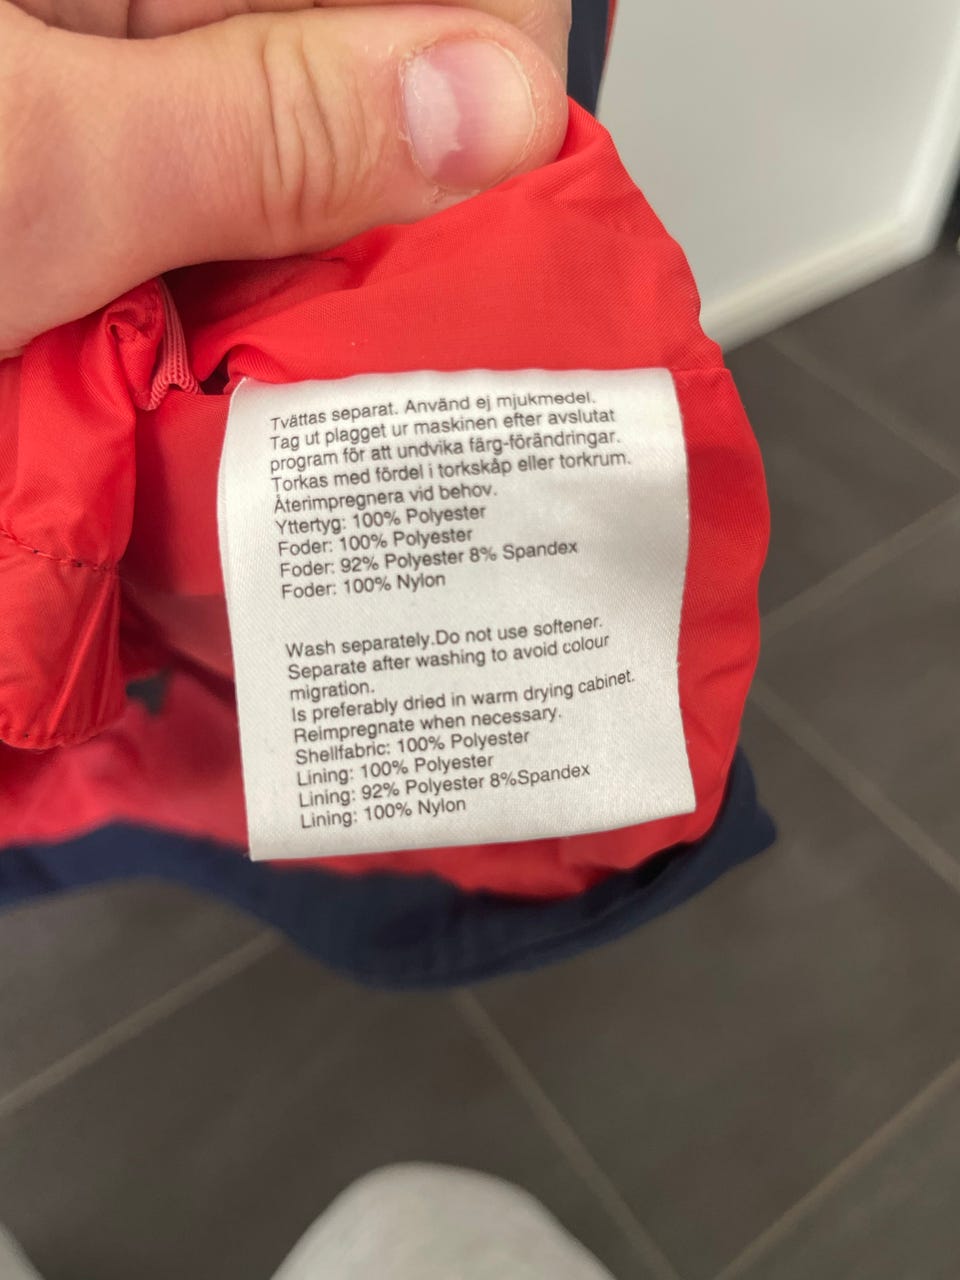 Tvättas separat. Använd ej mjukmedel.
Tag ut plagget ur maskinen efter avslutat
program för att undvika färg-förändringar.
Torkas med fördel i torkskåp eller torkrum.
Återimpregnera vid behov.
Yttertyg: 100% Polyester
Foder: 100% Polyester
Foder: 92% Polyester 8% Spandex
Foder: 100% Nylon
Wash separately.Do not use softener.
Separate after washing to avoid colour
migration.
Is preferably dried in warm drying cabinet.
Reimpregnate when necessary.
Shellfabric: 100% Polyester
Lining: 100% Polyester
Lining: 92% Polyester 8%Spandex
Lining: 100% Nylon